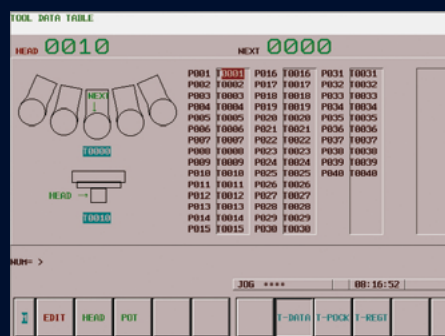 TOOL DATA TABLE
HEAD 0010 NEXT 0000
P001 T0001 P016 T0016 P031 T0031
P002 T0002 P017 T0017 P032 T0032
P003 T0003 P018 T0018 P033 T0033
P004 T0004 P019 T0019 P034 T0034
P005 T0005 P020 T0020 P035 T0035
P006 T0006 P021 T0021 P036 T0036
P007 T0007 P022 T0022 P037 T0037
P008 T0008 P023 T0023 P038 T0038
P009 T0009 P024 T0024 P039 T0039
P010 T0010 P025 T0025 P040 T0040
P011 T0011 P026 T0026
P012 T0012 P027 T0027
P013 T0013 P028 T0028
P014 T0014 P029 T0029
P015 T0015 P030 T0030
NEXT
T0000
HEAD
T0010
NUM= >
JOG **** 08:16:52
EDIT HEAD POT T-DATA T-POCK T-REGT